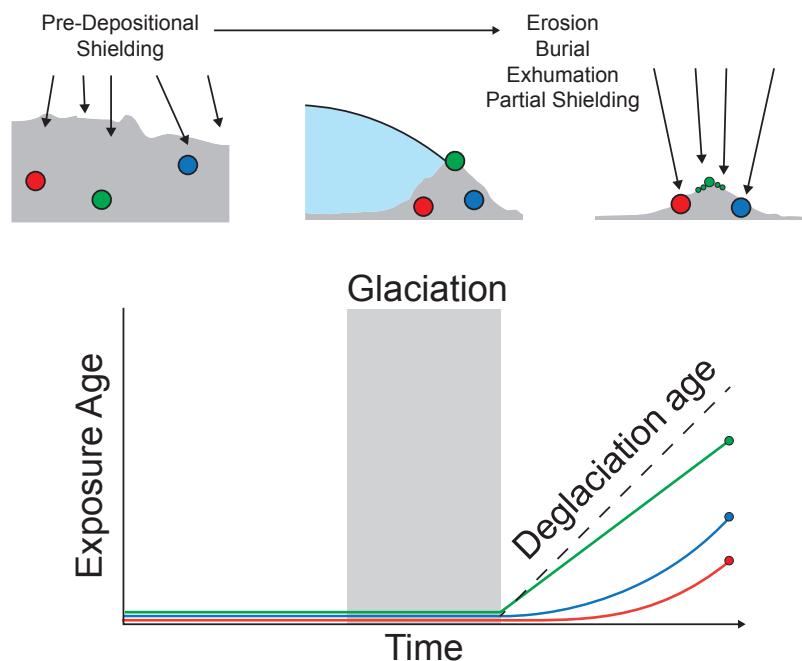 Pre-Depositional
Shielding
Erosion
Burial
Exhumation
Partial Shielding
Glaciation
Exposure Age
Deglaciation age
Time